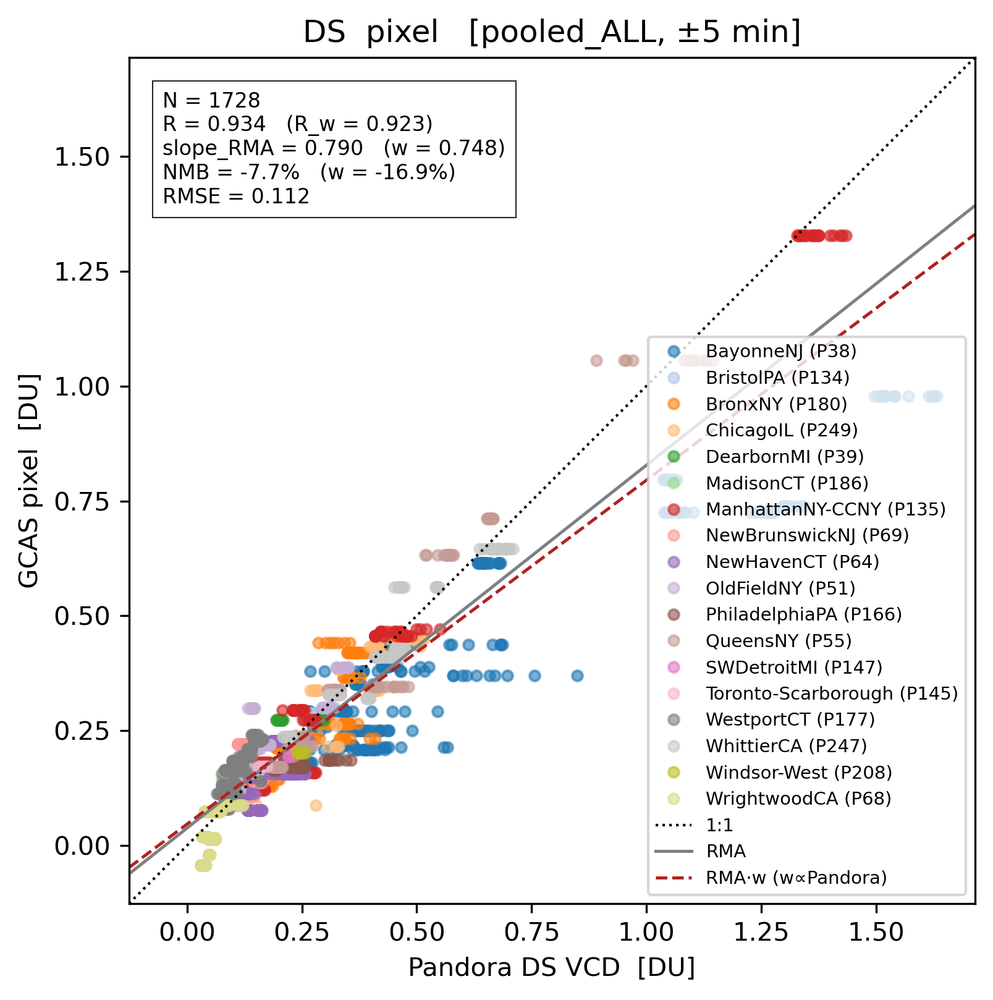 DS pixel [pooled_ALL, ±5 min]
N = 1728
R = 0.934 (R_w = 0.923)
slope_RMA = 0.790 (w = 0.748)
NMB = -7.7% (w = -16.9%)
RMSE = 0.112
GCAS pixel [DU]
1.50
1.25
1.00
0.75
0.50
0.25
0.00
BayonneNJ (P38)
BristolPA (P134)
BronxNY (P180)
ChicagoIL (P249)
DearbornMI (P39)
MadisonCT (P186)
ManhattanNY-CCNY (P135)
NewBrunswickNJ (P69)
NewHavenCT (P64)
OldFieldNY (P51)
PhiladelphiaPA (P166)
QueensNY (P55)
SWDetroitMI (P147)
Toronto-Scarborough (P145)
WestportCT (P177)
WhittierCA (P247)
Windsor-West (P208)
WrightwoodCA (P68)
1:1
RMA
RMA·w (w∝Pandora)
0.00 0.25 0.50 0.75 1.00 1.25 1.50
Pandora DS VCD [DU]